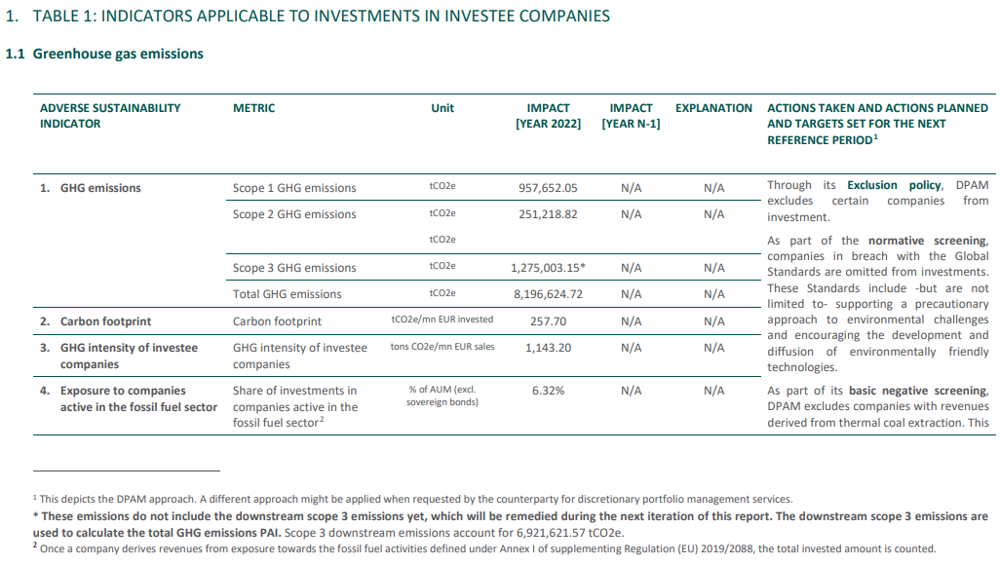 1. TABLE 1: INDICATORS APPLICABLE TO INVESTMENTS IN INVESTEE COMPANIES
1.1 Greenhouse gas emissions
ADVERSE SUSTAINABILITY INDICATOR METRIC Unit IMPACT [YEAR 2022] IMPACT [YEAR N-1] EXPLANATION ACTIONS TAKEN AND ACTIONS PLANNED AND TARGETS SET FOR THE NEXT REFERENCE PERIOD¹
1. GHG emissions Scope 1 GHG emissions tCO2e 957,652.05 N/A N/A
Scope 2 GHG emissions tCO2e 251,218.82 N/A N/A
tCO2e
Scope 3 GHG emissions tCO2e 1,275,003.15* N/A N/A
Total GHG emissions tCO2e 8,196,624.72 N/A N/A
2. Carbon footprint Carbon footprint tCO2e/mn EUR invested 257.70 N/A N/A
3. GHG intensity of investee companies GHG intensity of investee companies tons CO2e/mn EUR sales 1,143.20 N/A N/A
4. Exposure to companies active in the fossil fuel sector Share of investments in companies active in the fossil fuel sector² % of AUM (excl. sovereign bonds) 6.32% N/A N/A
Through its Exclusion policy, DPAM
excludes certain companies from
investment.
As part of the normative screening,
companies in breach with the Global
Standards are omitted from investments.
These Standards include -but are not
limited to- supporting a precautionary
approach to environmental challenges
and encouraging the development and
diffusion of environmentally friendly
technologies.
As part of its basic negative screening,
DPAM excludes companies with revenues
derived from thermal coal extraction. This
¹ This depicts the DPAM approach. A different approach might be applied when requested by the counterparty for discretionary portfolio management services.
* These emissions do not include the downstream scope 3 emissions yet, which will be remedied during the next iteration of this report. The downstream scope 3 emissions are
used to calculate the total GHG emissions PAI. Scope 3 downstream emissions account for 6,921,621.57 tCO2e.
² Once a company derives revenues from exposure towards the fossil fuel activities defined under Annex I of supplementing Regulation (EU) 2019/2088, the total invested amount is counted.